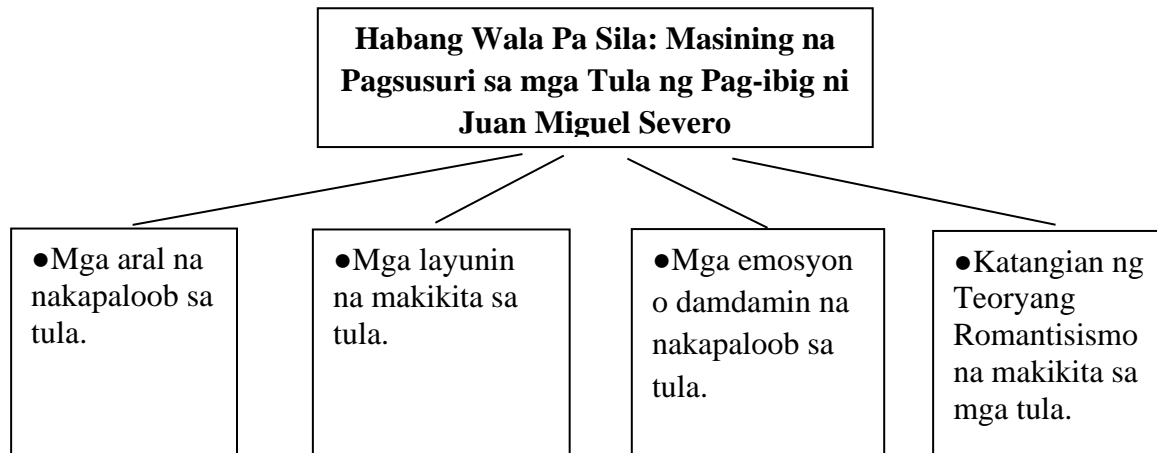 Habang Wala Pa Sila: Masining na
Pagsusuri sa mga Tula ng Pag-ibig ni
Juan Miguel Severo
●Mga aral na
nakapaloob sa
tula.
●Mga layunin
na makikita sa
tula.
●Mga emosyon
o damdamin na
nakapaloob sa
tula.
●Katangian ng
Teoryang
Romantisismo
na makikita sa
mga tula.